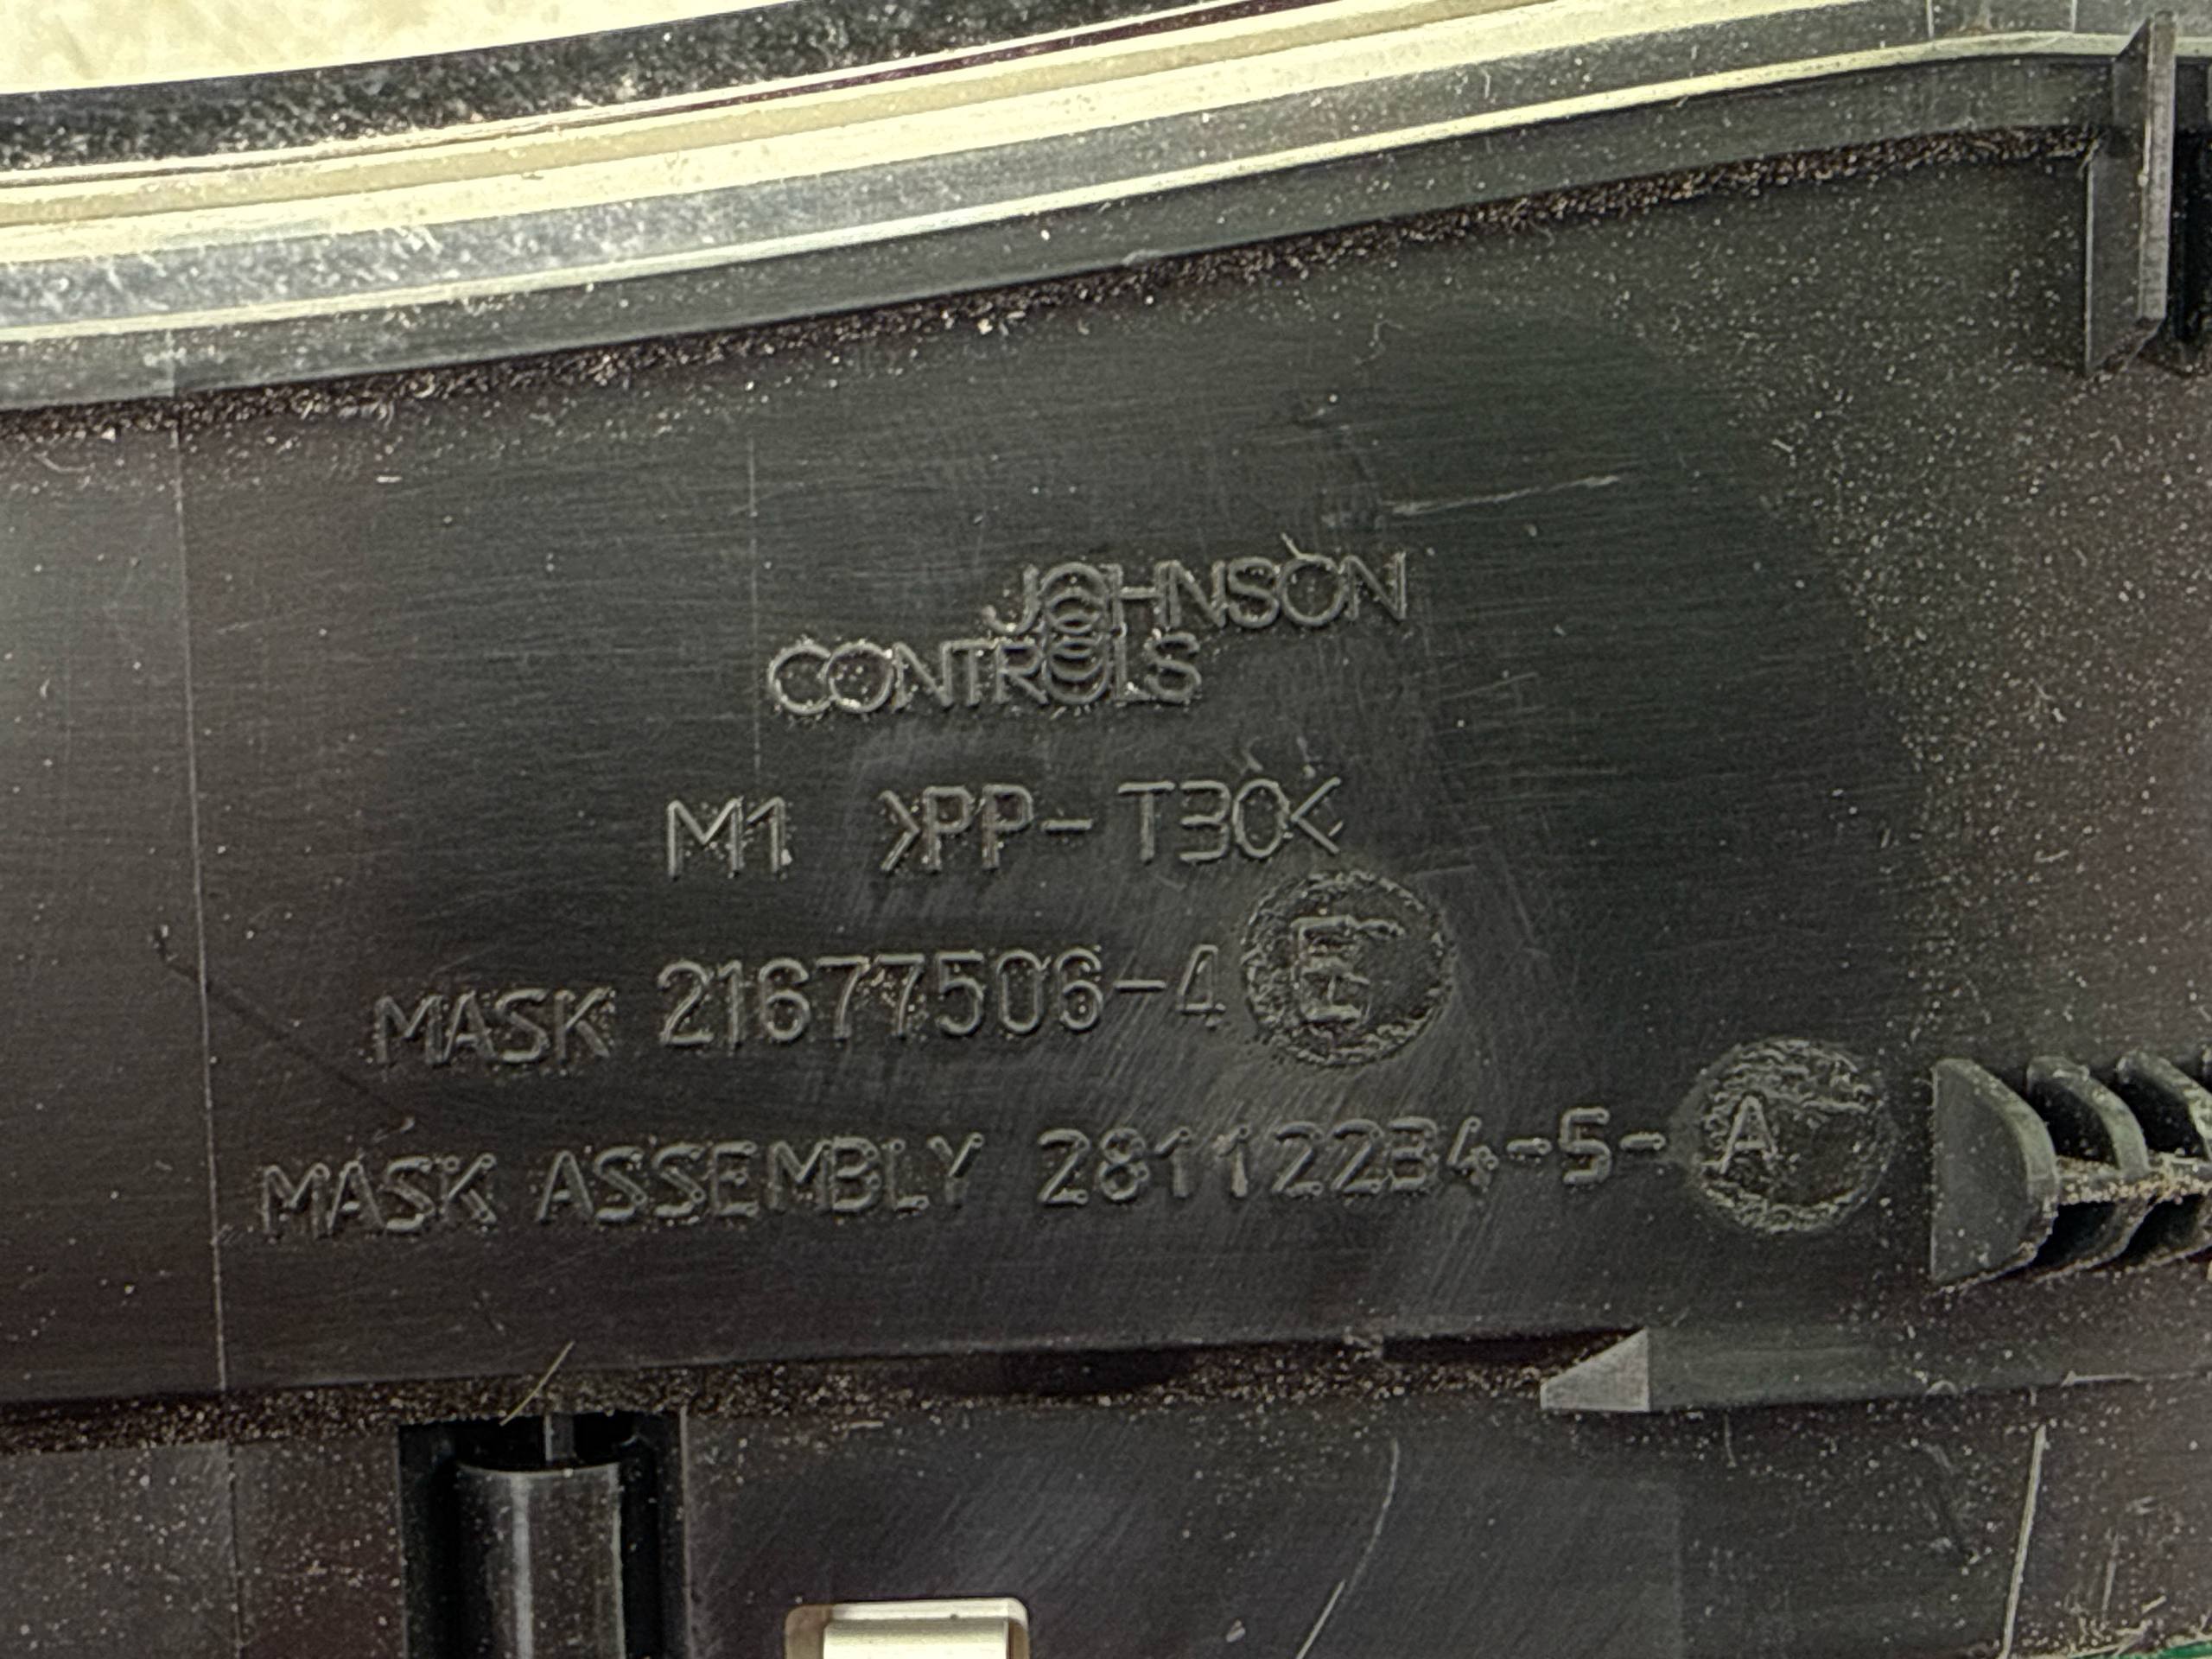 JOHNSON
CONTROLS
M1 >PP-T30<
MASK 21677506-4 E
MASK ASSEMBLY 28112234-5-A